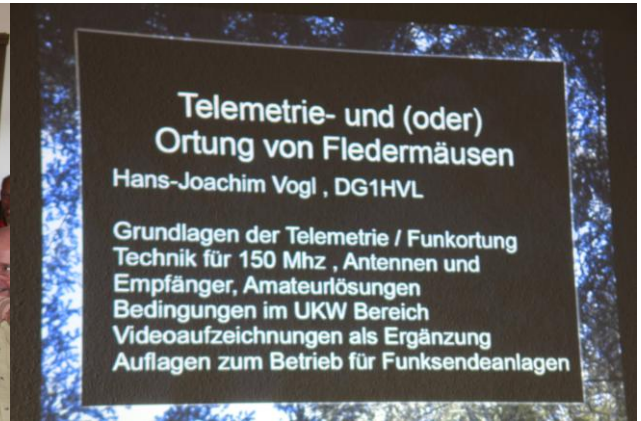 Telemetrie- und (oder)
Ortung von Fledermäusen
Hans-Joachim Vogl , DG1HVL
Grundlagen der Telemetrie / Funkortung
Technik für 150 Mhz , Antennen und
Empfänger, Amateurlösungen
Bedingungen im UKW Bereich
Videoaufzeichnungen als Ergänzung
Auflagen zum Betrieb für Funksendeanlagen